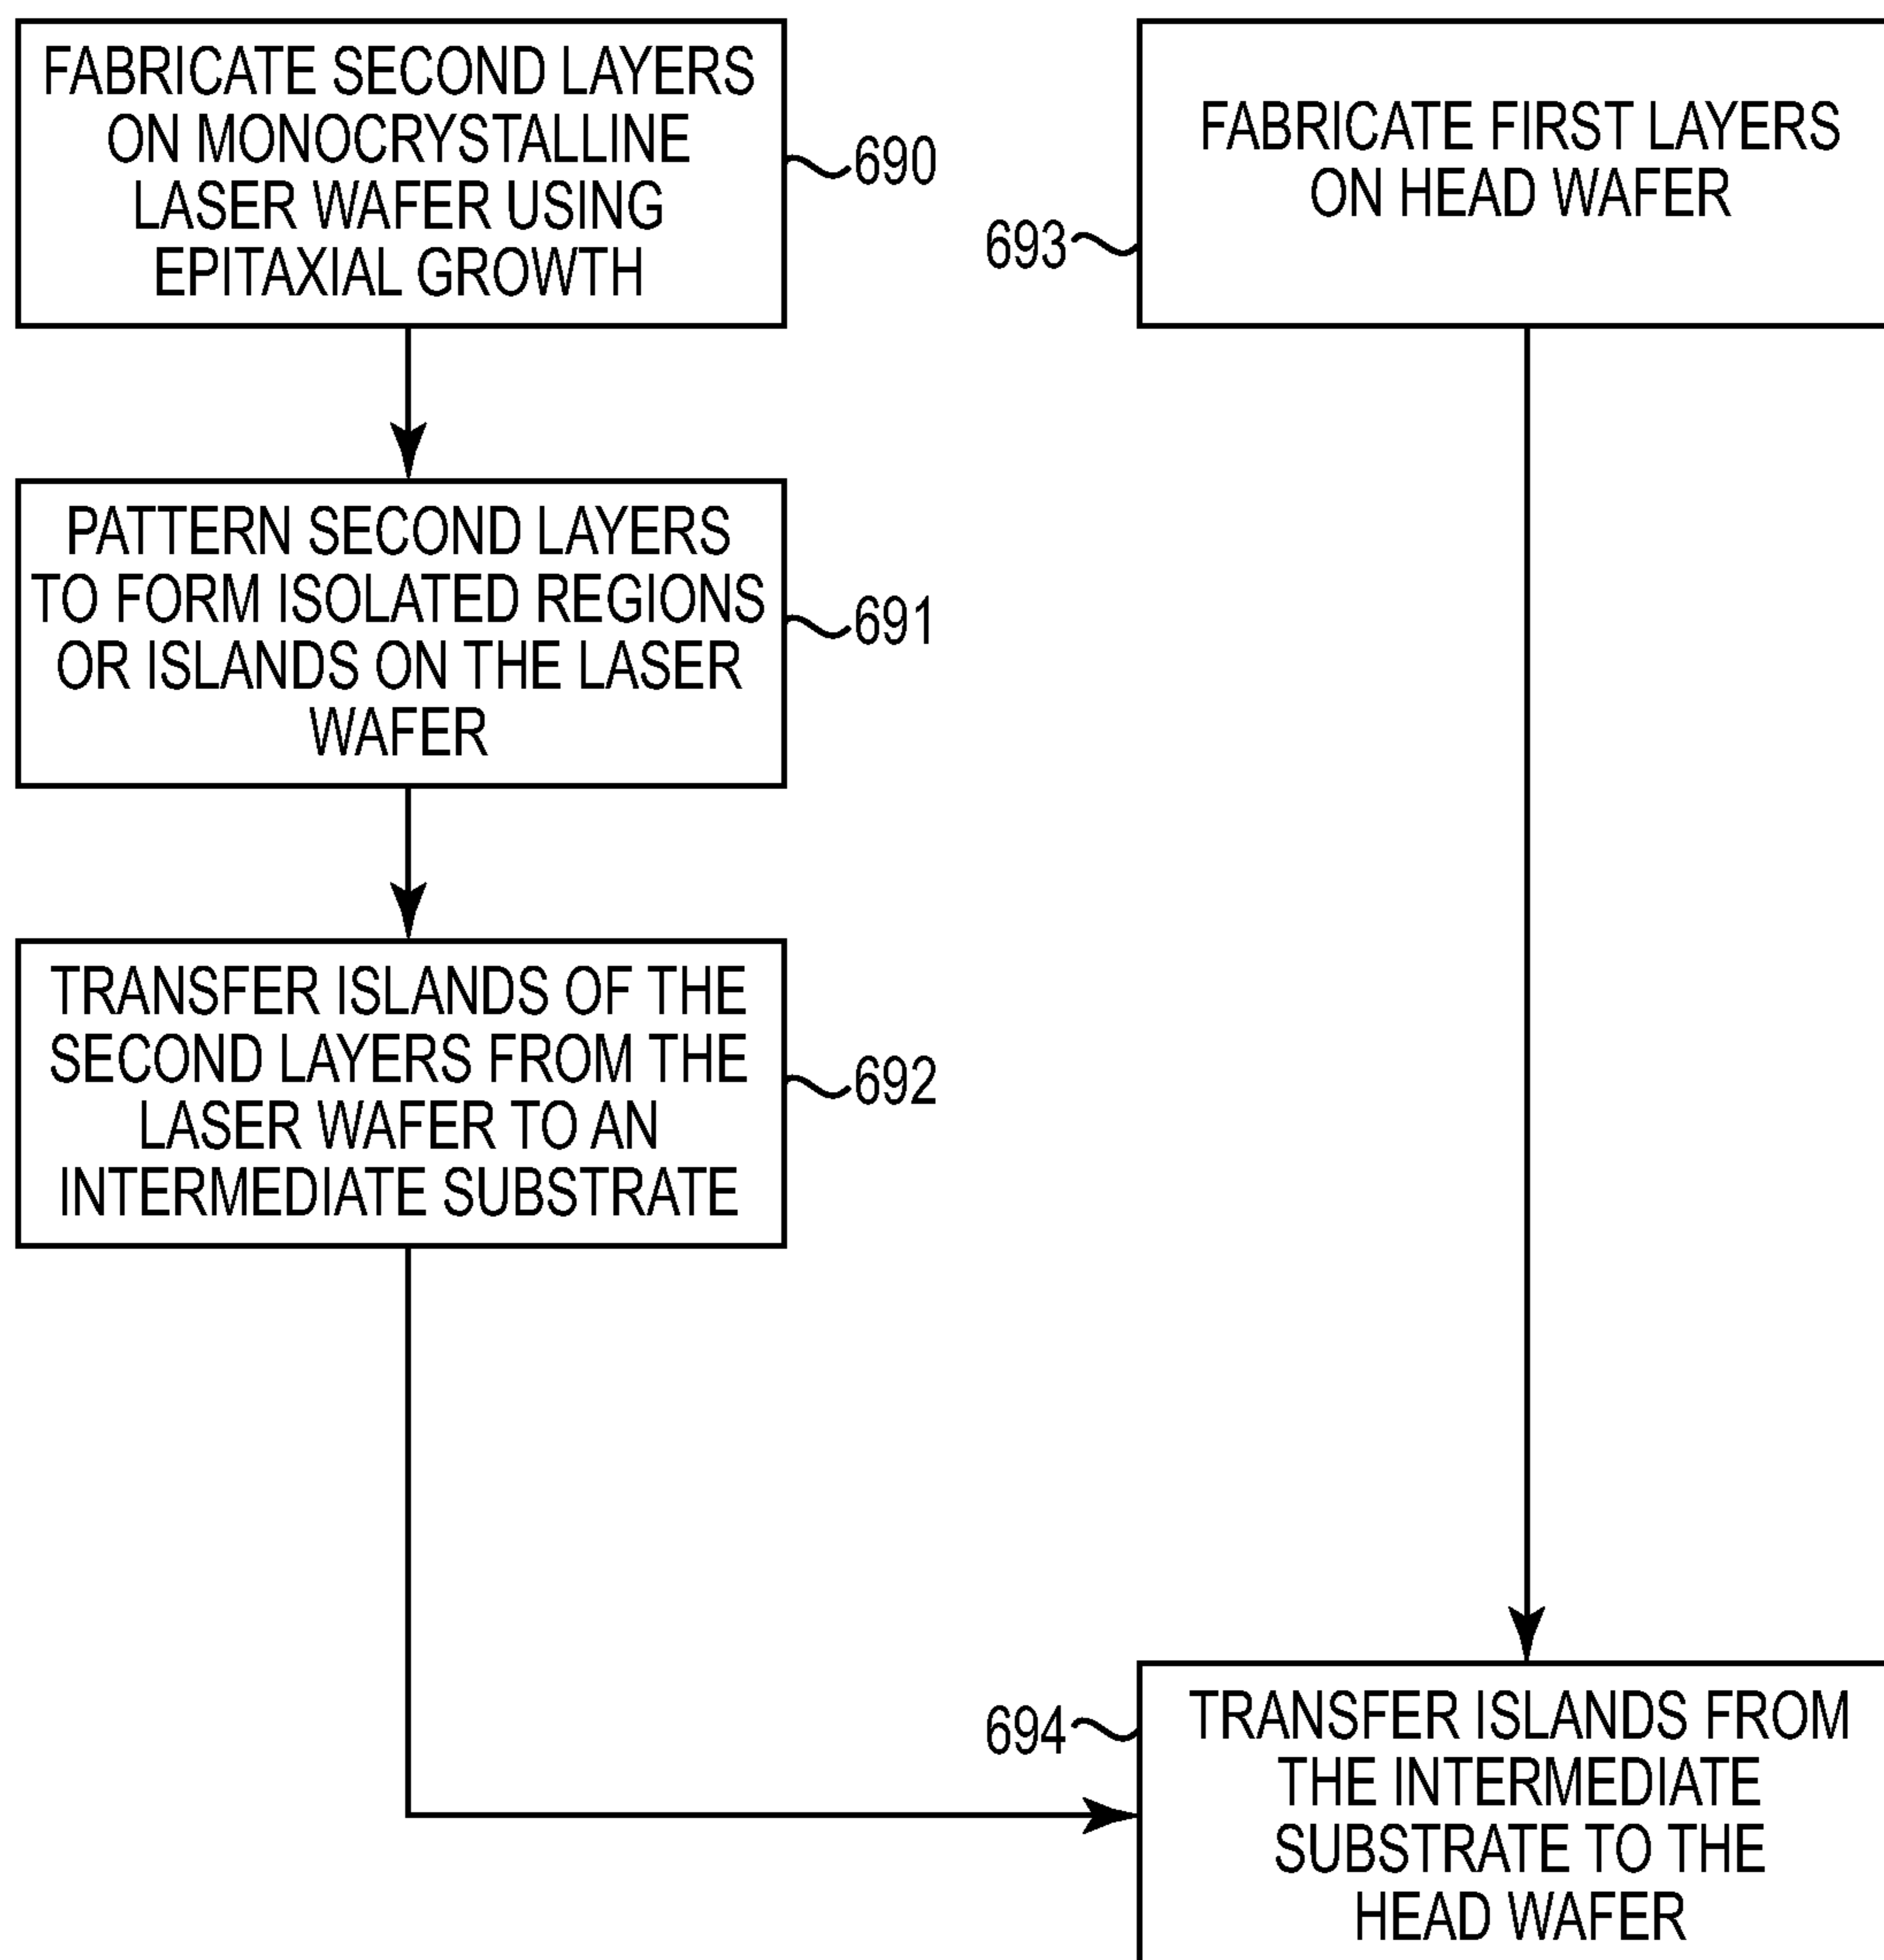 FABRICATE SECOND LAYERS
ON MONOCRYSTALLINE
LASER WAFER USING
EPITAXIAL GROWTH
690
PATTERN SECOND LAYERS
TO FORM ISOLATED REGIONS
OR ISLANDS ON THE LASER
WAFER
691
TRANSFER ISLANDS OF THE
SECOND LAYERS FROM THE
LASER WAFER TO AN
INTERMEDIATE SUBSTRATE
692
FABRICATE FIRST LAYERS
ON HEAD WAFER
693
TRANSFER ISLANDS FROM
THE INTERMEDIATE
SUBSTRATE TO THE
HEAD WAFER
694